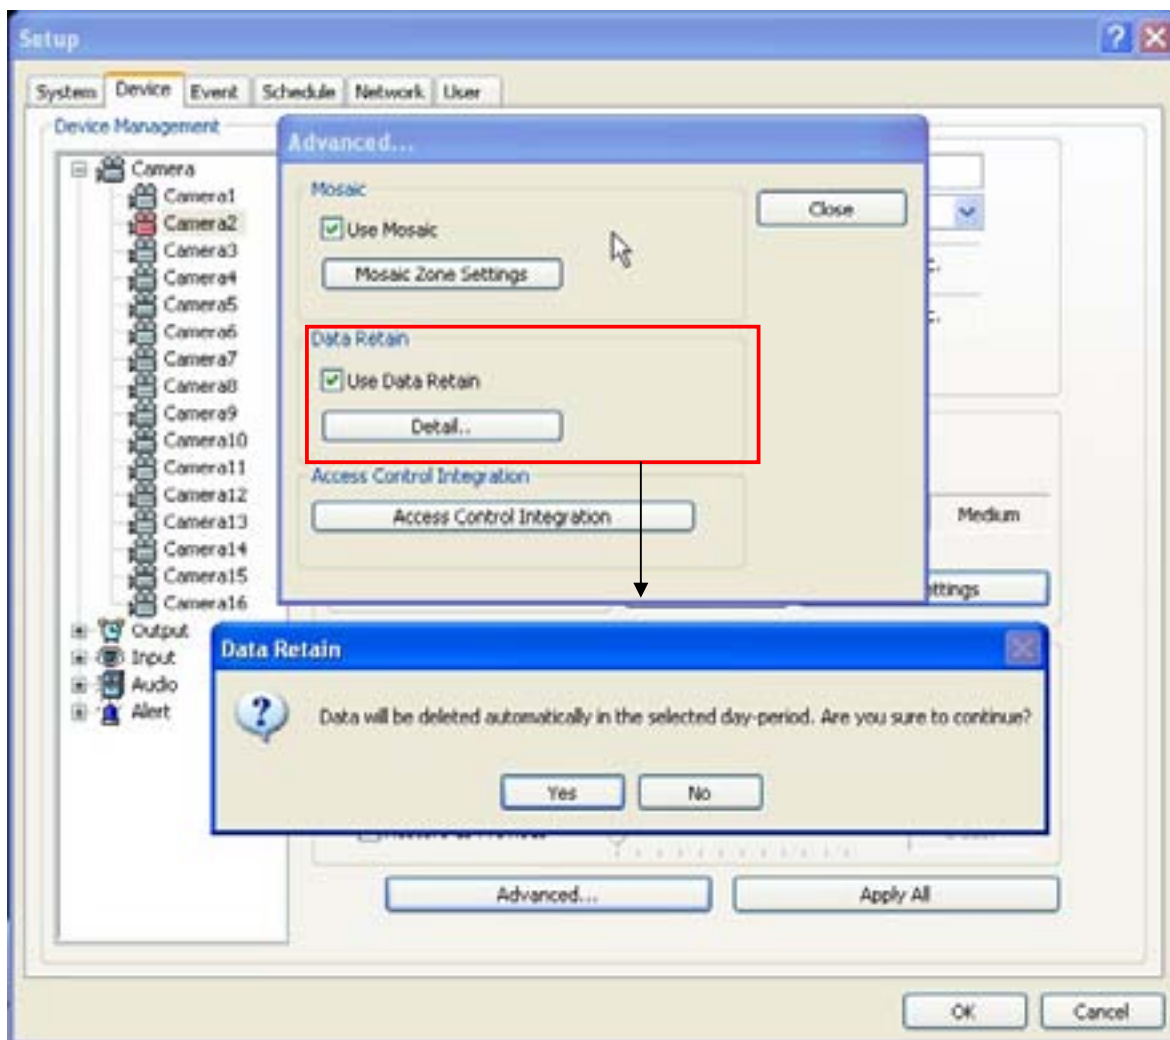 Setup
System Device Event Schedule Network User
Device Management
Camera
Camera1
Camera2
Camera3
Camera4
Camera5
Camera6
Camera7
Camera8
Camera9
Camera10
Camera11
Camera12
Camera13
Camera14
Camera15
Camera16
Output
Input
Audio
Alert
Advanced...
Mosaic
Use Mosaic
Mosaic Zone Settings
Close
Data Retain
Use Data Retain
Detail..
Access Control Integration
Access Control Integration
Medium
ttings
Data Retain
Data will be deleted automatically in the selected day-period. Are you sure to continue?
Yes No
Advanced... Apply All
OK Cancel